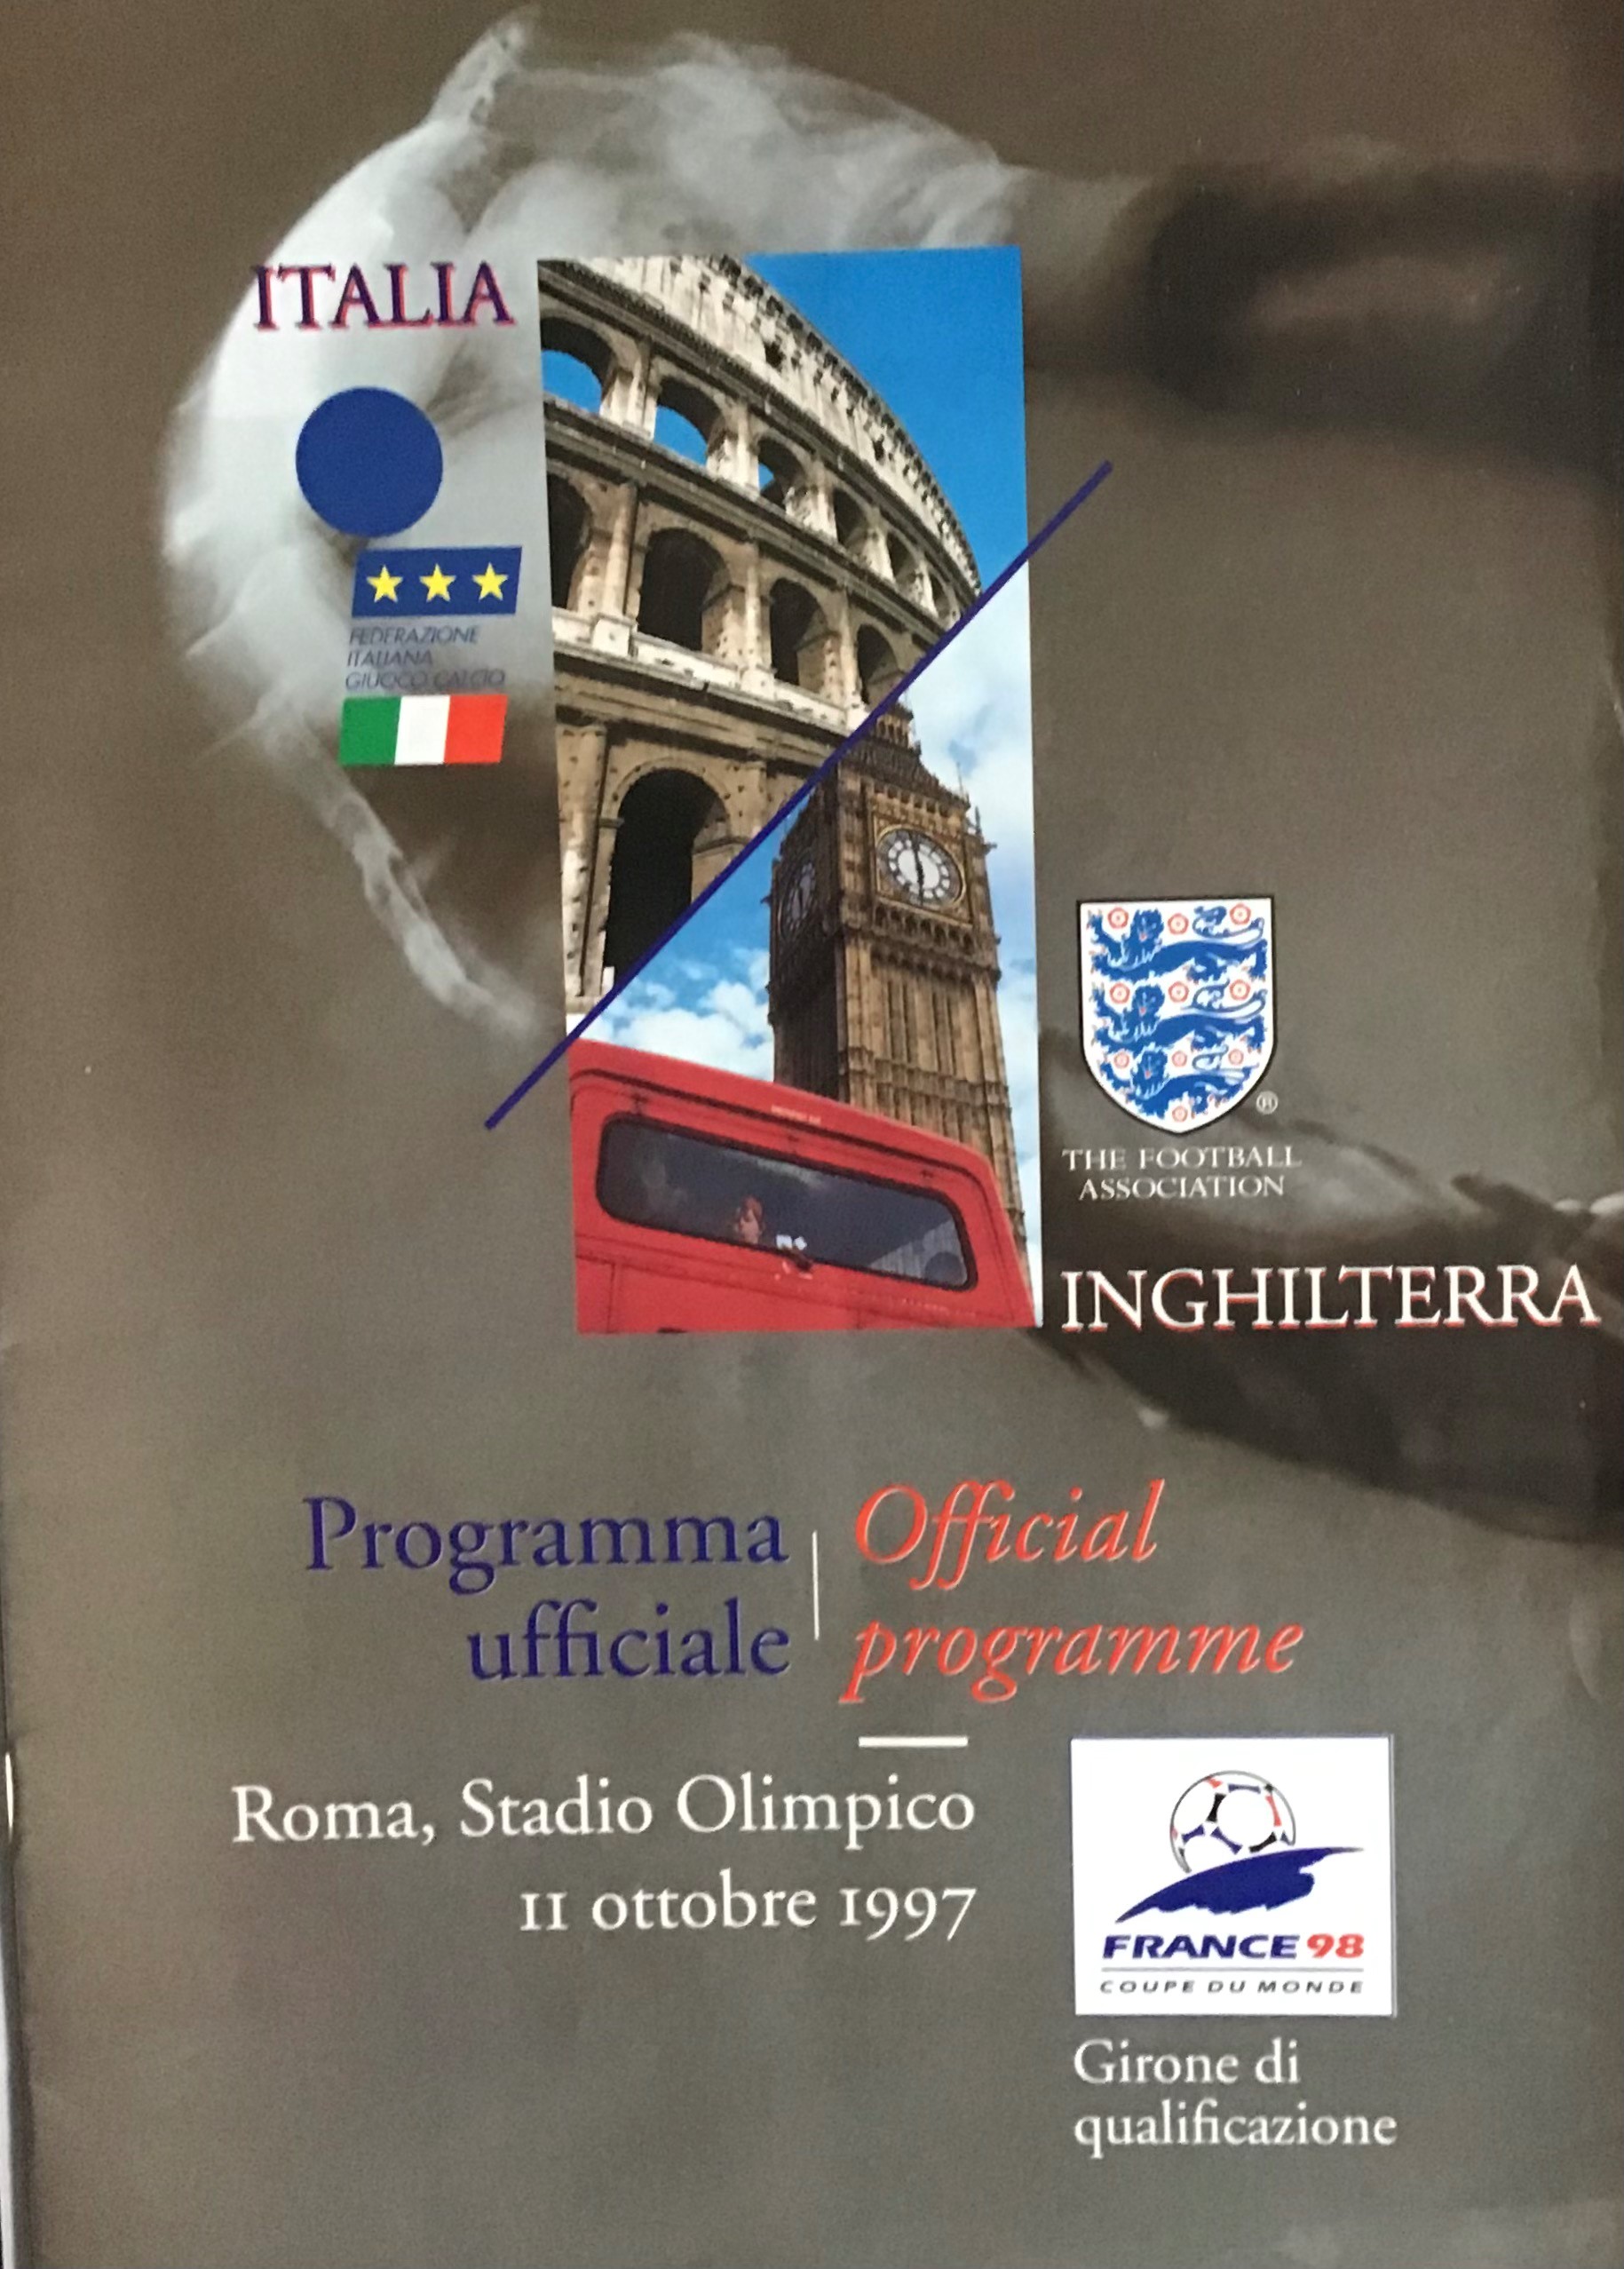 ITALIA
FEDERAZIONE
ITALIANA
GIUOCO CALCIO
THE FOOTBALL
ASSOCIATION
INGHILTERRA
Programma
ufficiale
Official
programme
Roma, Stadio Olimpico
11 ottobre 1997
FRANCE 98
COUPE DU MONDE
Girone di
qualificazione